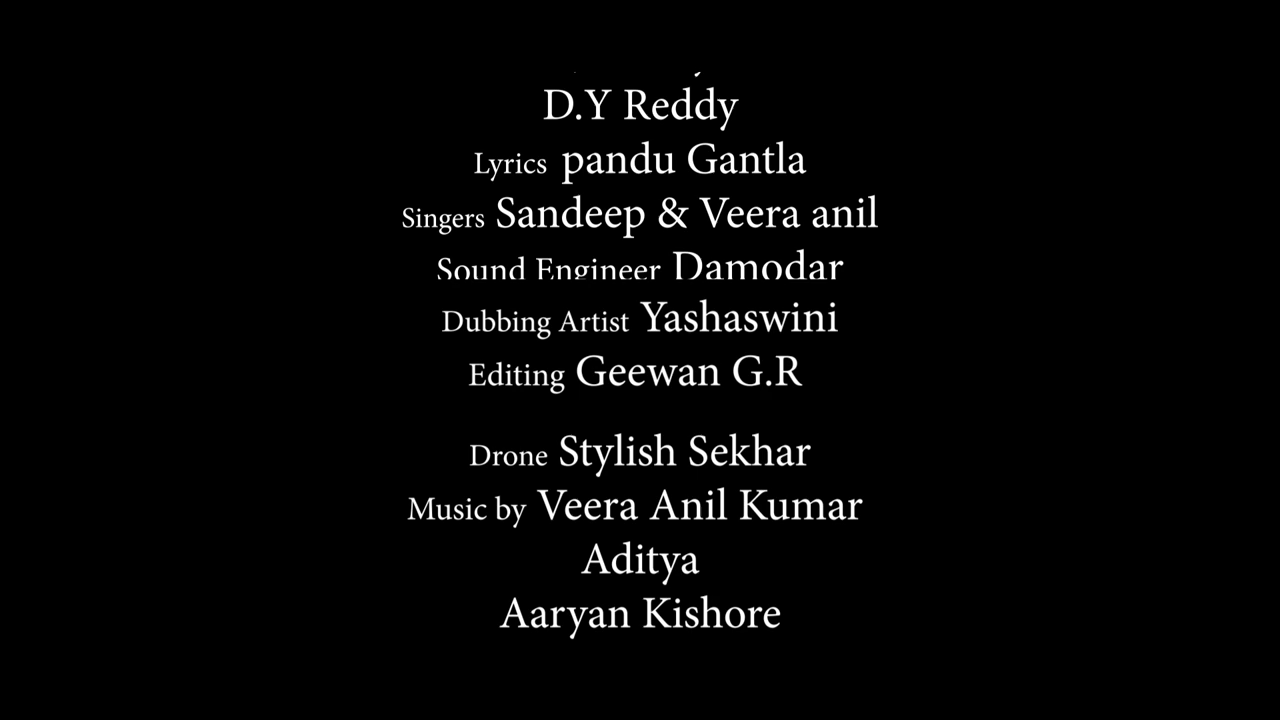 D.Y Reddy
Lyrics pandu Gantla
Singers Sandeep & Veera anil
Sound Engineer Damodar
Dubbing Artist Yashaswini
Editing Geewan G.R
Drone Stylish Sekhar
Music by Veera Anil Kumar
Aditya
Aaryan Kishore